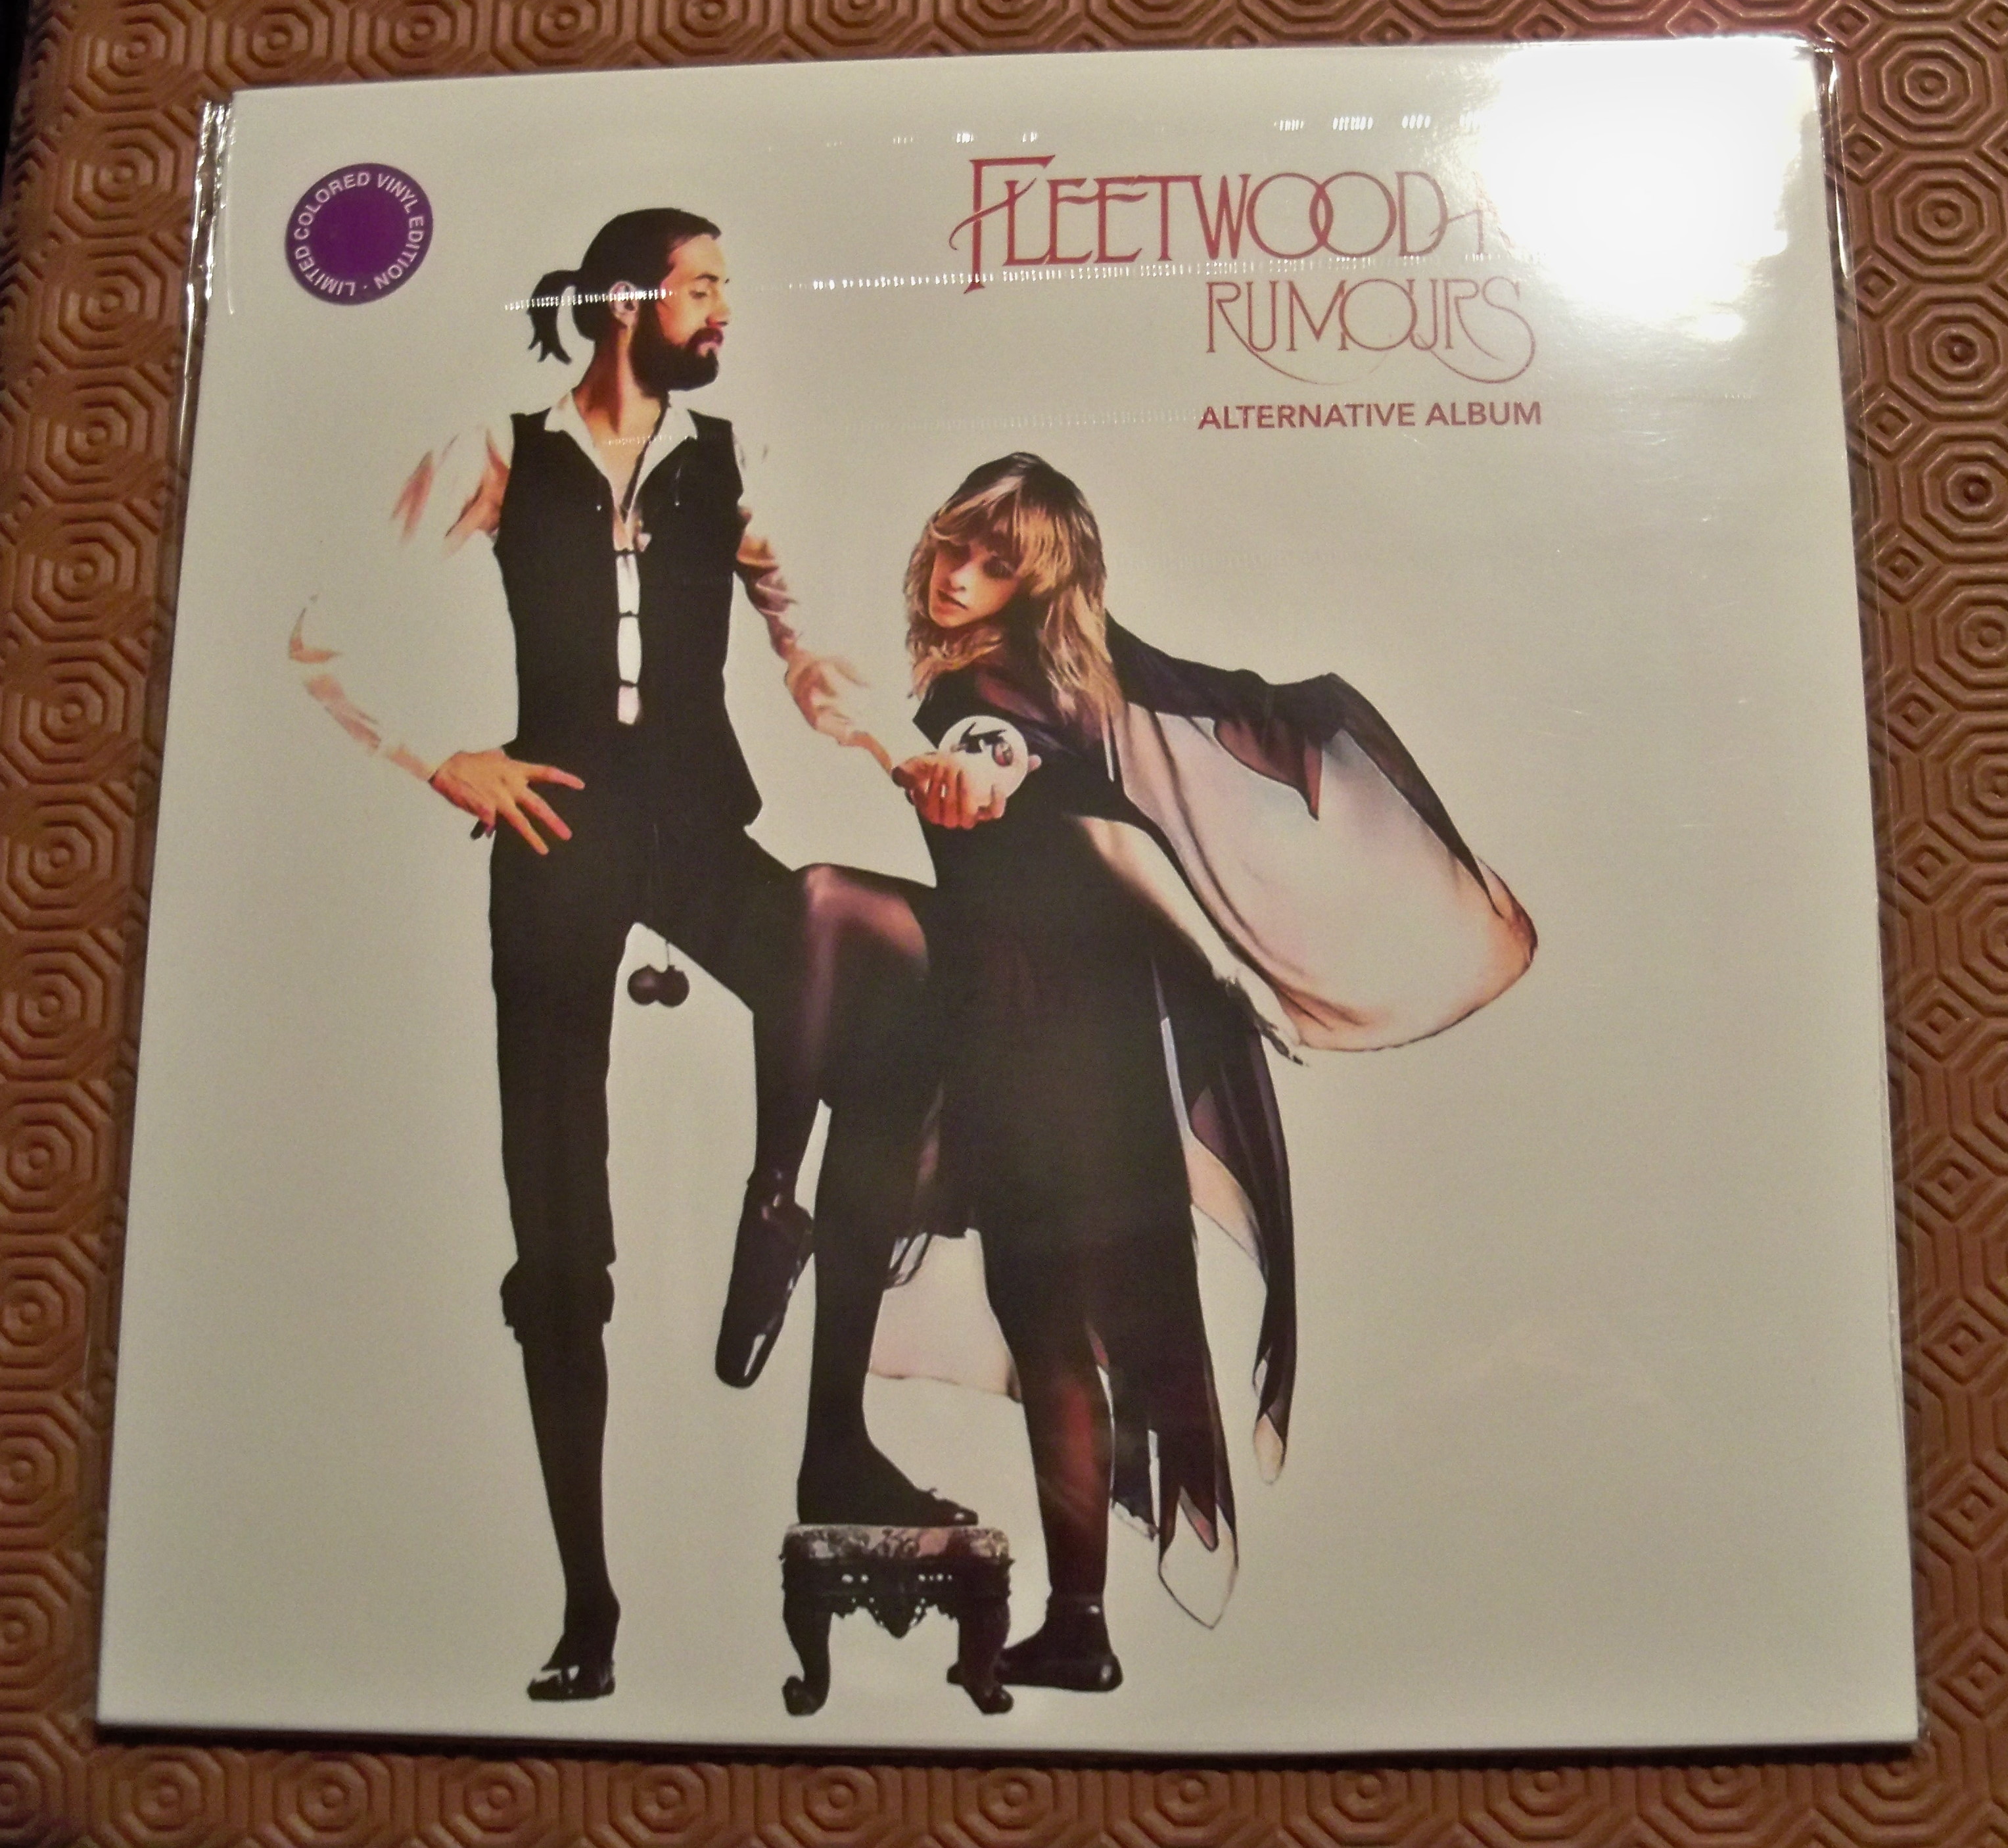 LIMITED COLORED VINYL EDITION ·
FLEETWOOD
RUMOURS
ALTERNATIVE ALBUM